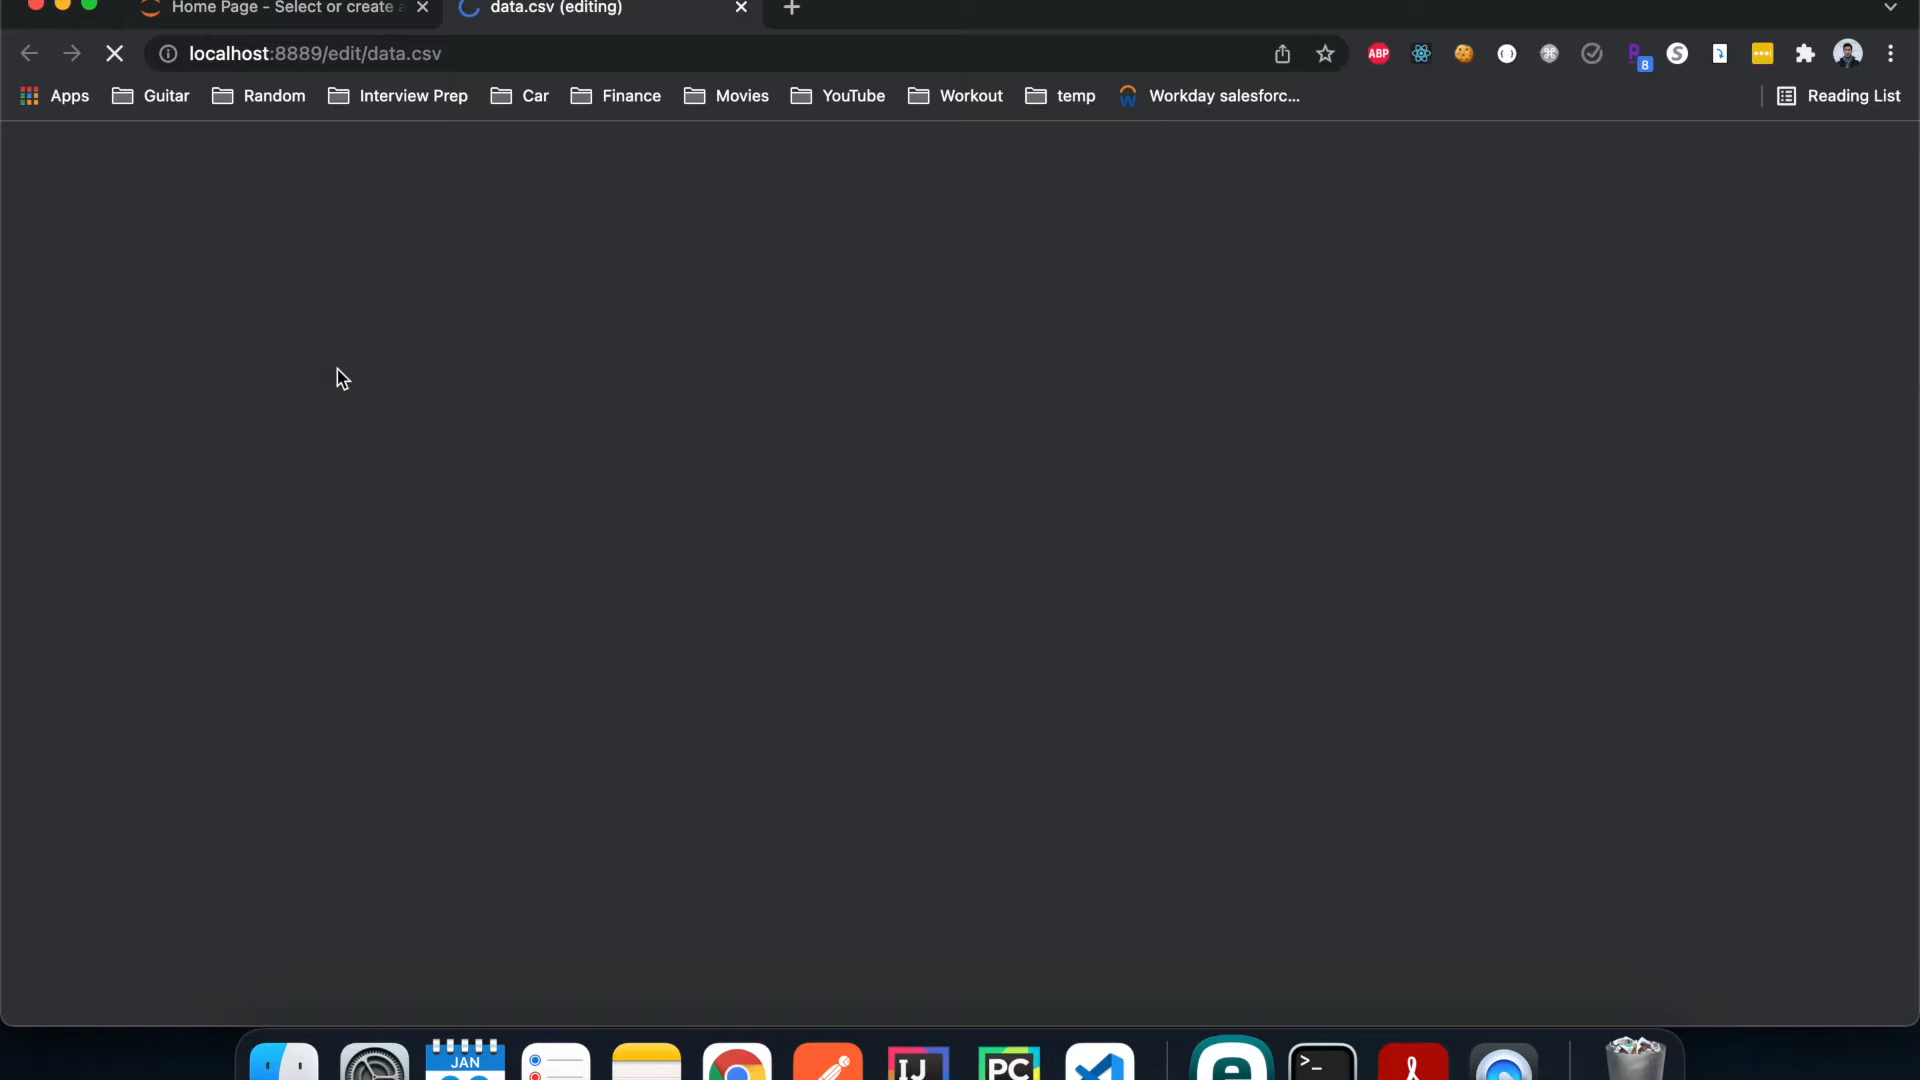 Home Page - Select or create a
data.csv (editing)
localhost:8889/edit/data.csv
ABP
8
Apps
Guitar
Random
Interview Prep
Car
Finance
Movies
YouTube
Workout
temp
Workday salesforc...
Reading List
JAN
IJ
PC